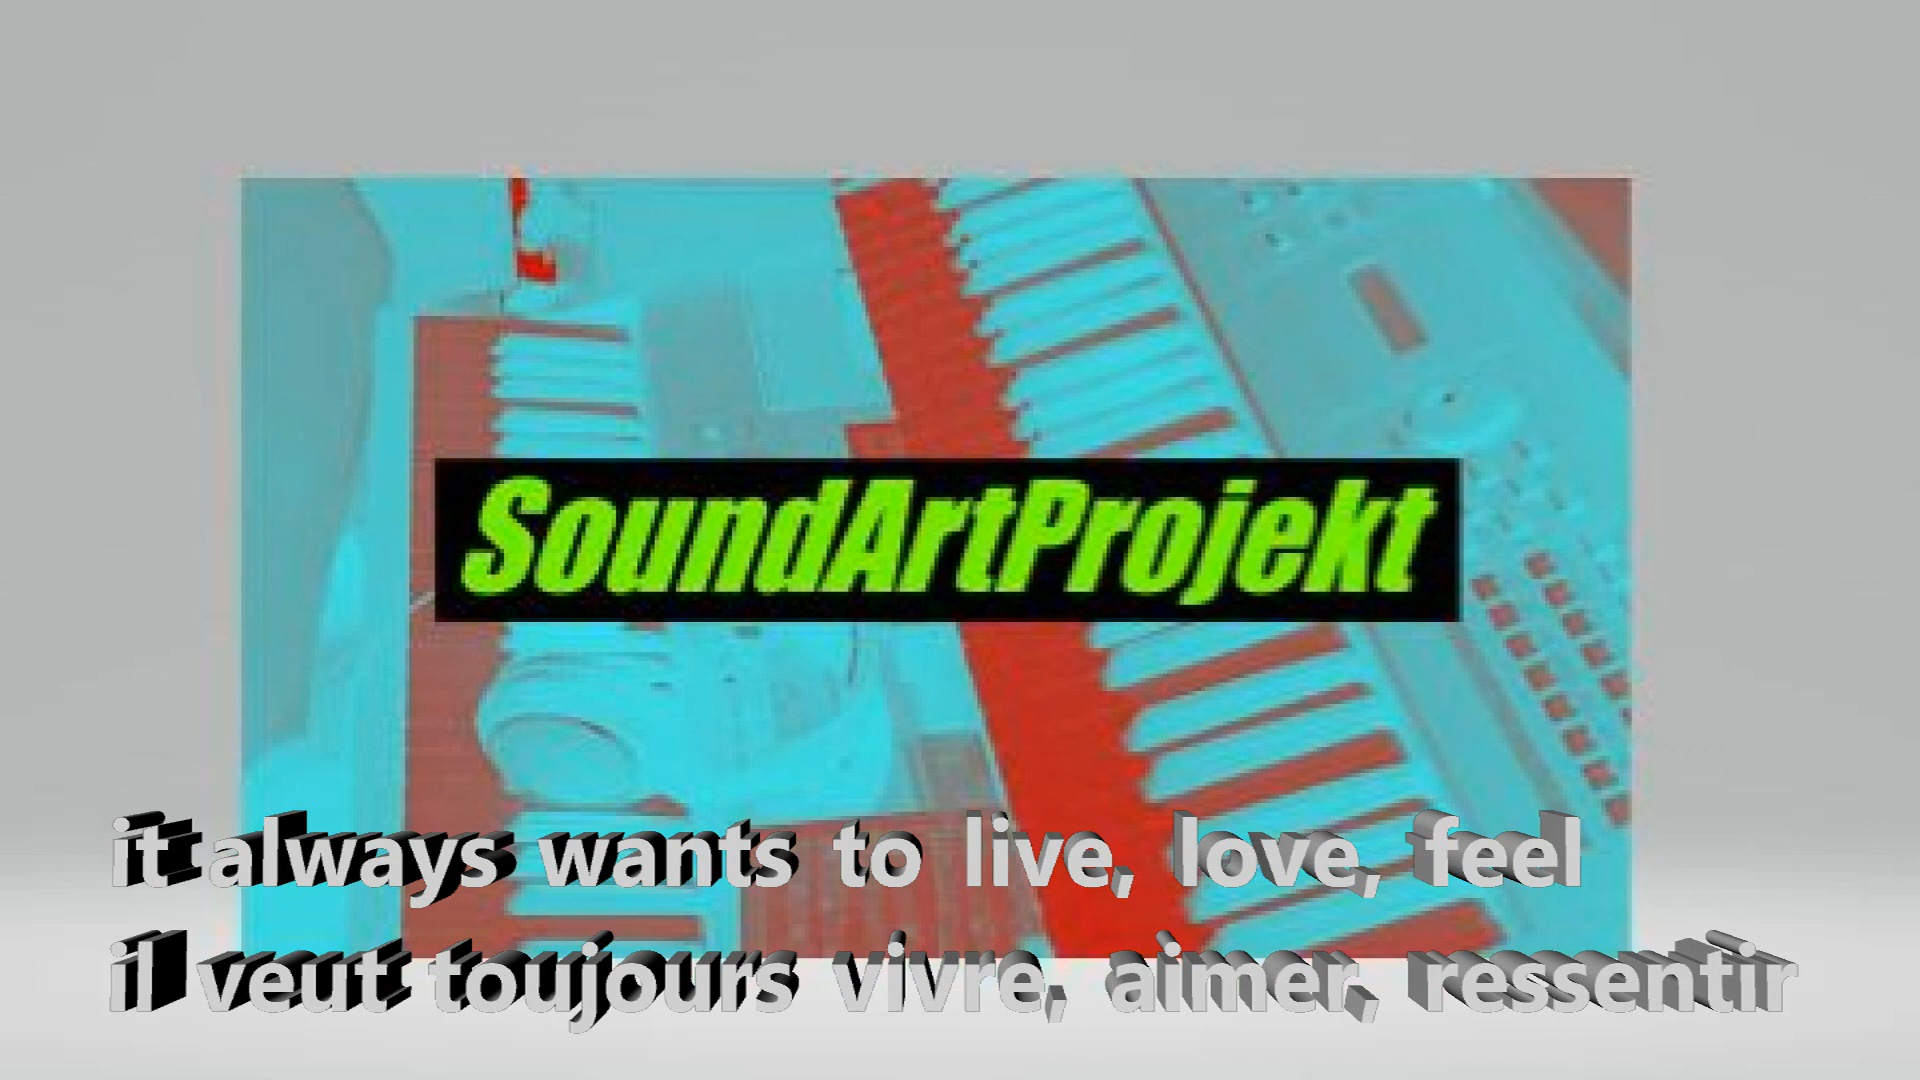 SoundArtProjekt
it always wants to live, love, feel
il veut toujours vivre, aimer, ressentir